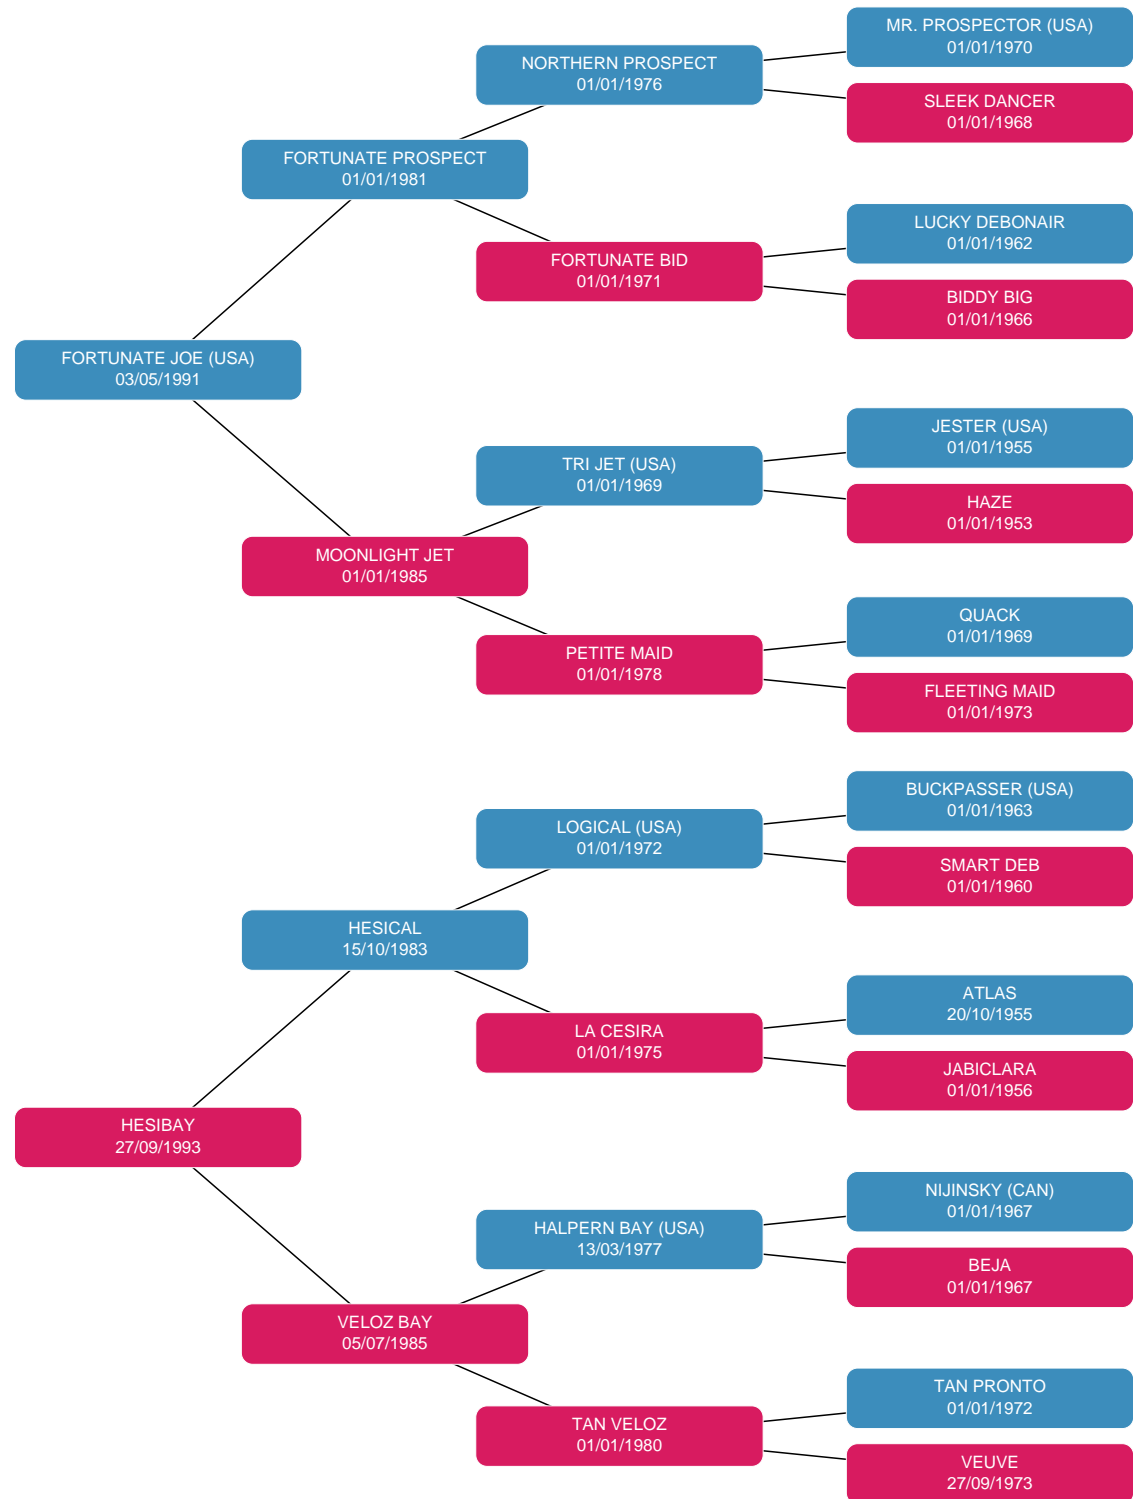 MR. PROSPECTOR (USA)
01/01/1970
NORTHERN PROSPECT
01/01/1976
SLEEK DANCER
01/01/1968
FORTUNATE PROSPECT
01/01/1981
LUCKY DEBONAIR
01/01/1962
FORTUNATE BID
01/01/1971
BIDDY BIG
01/01/1966
FORTUNATE JOE (USA)
03/05/1991
JESTER (USA)
01/01/1955
TRI JET (USA)
01/01/1969
HAZE
01/01/1953
MOONLIGHT JET
01/01/1985
QUACK
01/01/1969
PETITE MAID
01/01/1978
FLEETING MAID
01/01/1973
BUCKPASSER (USA)
01/01/1963
LOGICAL (USA)
01/01/1972
SMART DEB
01/01/1960
HESICAL
15/10/1983
ATLAS
20/10/1955
LA CESIRA
01/01/1975
JABICLARA
01/01/1956
HESIBAY
27/09/1993
NIJINSKY (CAN)
01/01/1967
HALPERN BAY (USA)
13/03/1977
BEJA
01/01/1967
VELOZ BAY
05/07/1985
TAN PRONTO
01/01/1972
TAN VELOZ
01/01/1980
VEUVE
27/09/1973